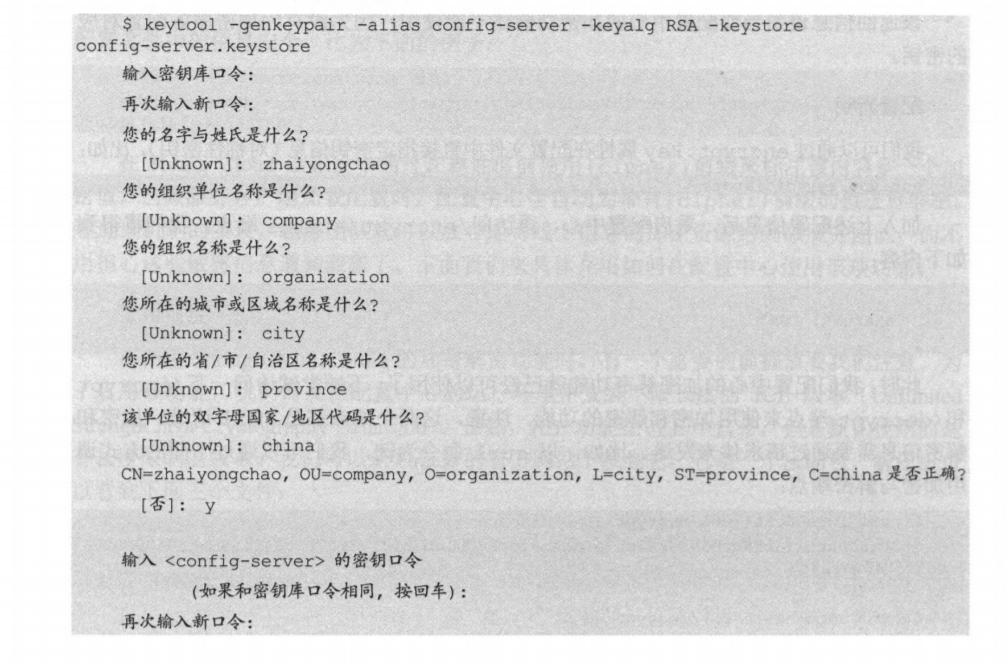 $ keytool -genkeypair -alias config-server -keyalg RSA -keystore
config-server.keystore
输入密钥库口令:
再次输入新口令:
您的名字与姓氏是什么?
[Unknown]: zhaiyongchao
您的组织单位名称是什么?
[Unknown]: company
您的组织名称是什么?
[Unknown]: organization
您所在的城市或区域名称是什么?
[Unknown]: city
您所在的省/市/自治区名称是什么?
[Unknown]: province
该单位的双字母国家/地区代码是什么?
[Unknown]: china
CN=zhaiyongchao, OU=company, O=organization, L=city, ST=province, C=china 是否正确?
[否]: y
输入 <config-server> 的密钥口令
(如果和密钥库口令相同, 按回车):
再次输入新口令: